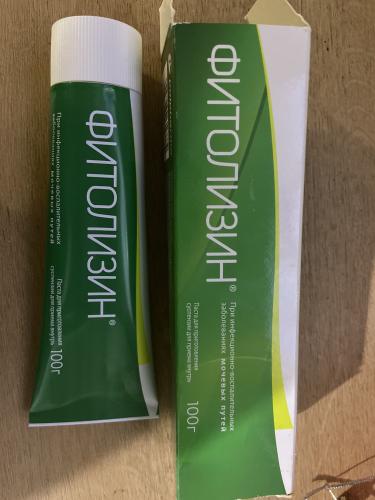 ФИТОЛИЗИН®
При инфекционно-воспалительных
заболеваниях мочевых путей
Паста для приготовления
суспензии для приема внутрь
100г
ФИТОЛИЗИН®
При инфекционно-воспалительных
заболеваниях мочевых путей
Паста для приготовления
суспензии для приема внутрь
100г